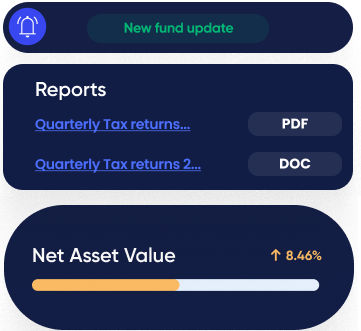 New fund update
Reports
Quarterly Tax returns... PDF
Quarterly Tax returns 2... DOC
Net Asset Value ↑ 8.46%